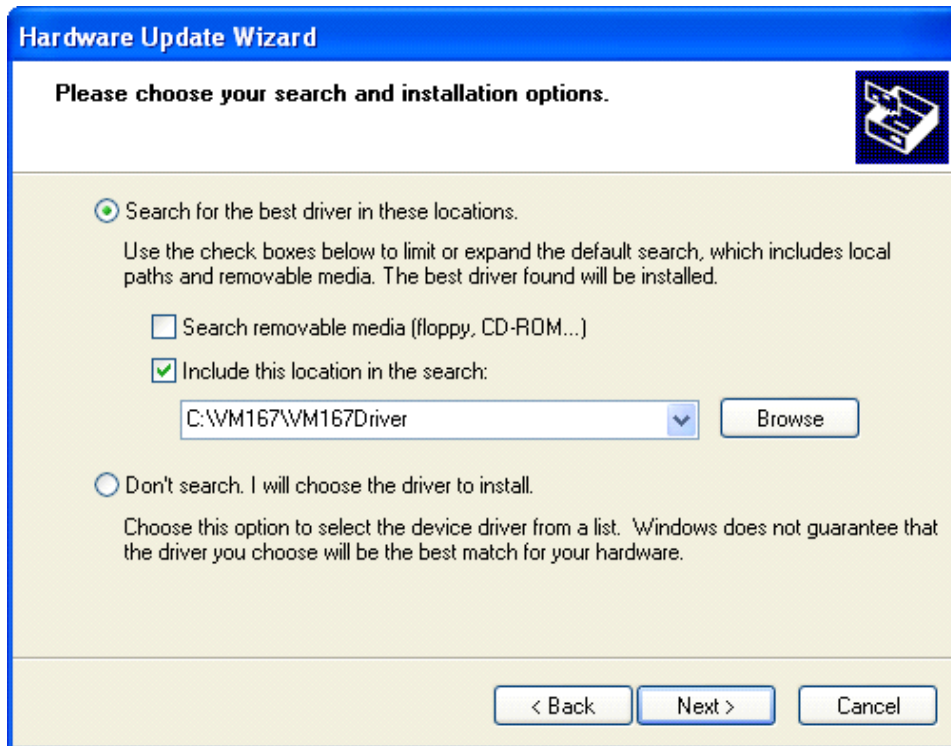 Hardware Update Wizard
Please choose your search and installation options.
Search for the best driver in these locations.
Use the check boxes below to limit or expand the default search, which includes local
paths and removable media. The best driver found will be installed.
Search removable media (floppy, CD-ROM...)
Include this location in the search:
C:\VM167\VM167Driver
Browse
Don't search. I will choose the driver to install.
Choose this option to select the device driver from a list. Windows does not guarantee that
the driver you choose will be the best match for your hardware.
< Back Next > Cancel